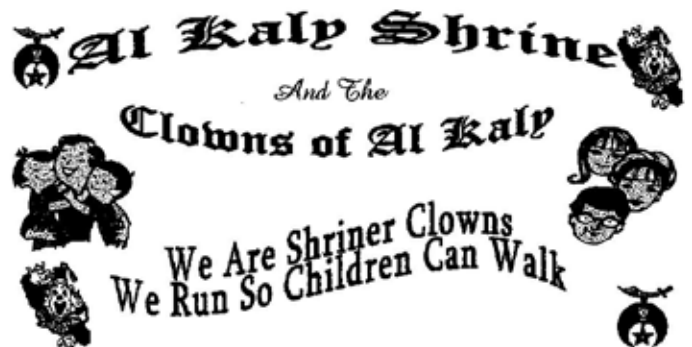 Al Kaly Shrine
And The
Clowns of Al Kaly
We Are Shriner Clowns
We Run So Children Can Walk